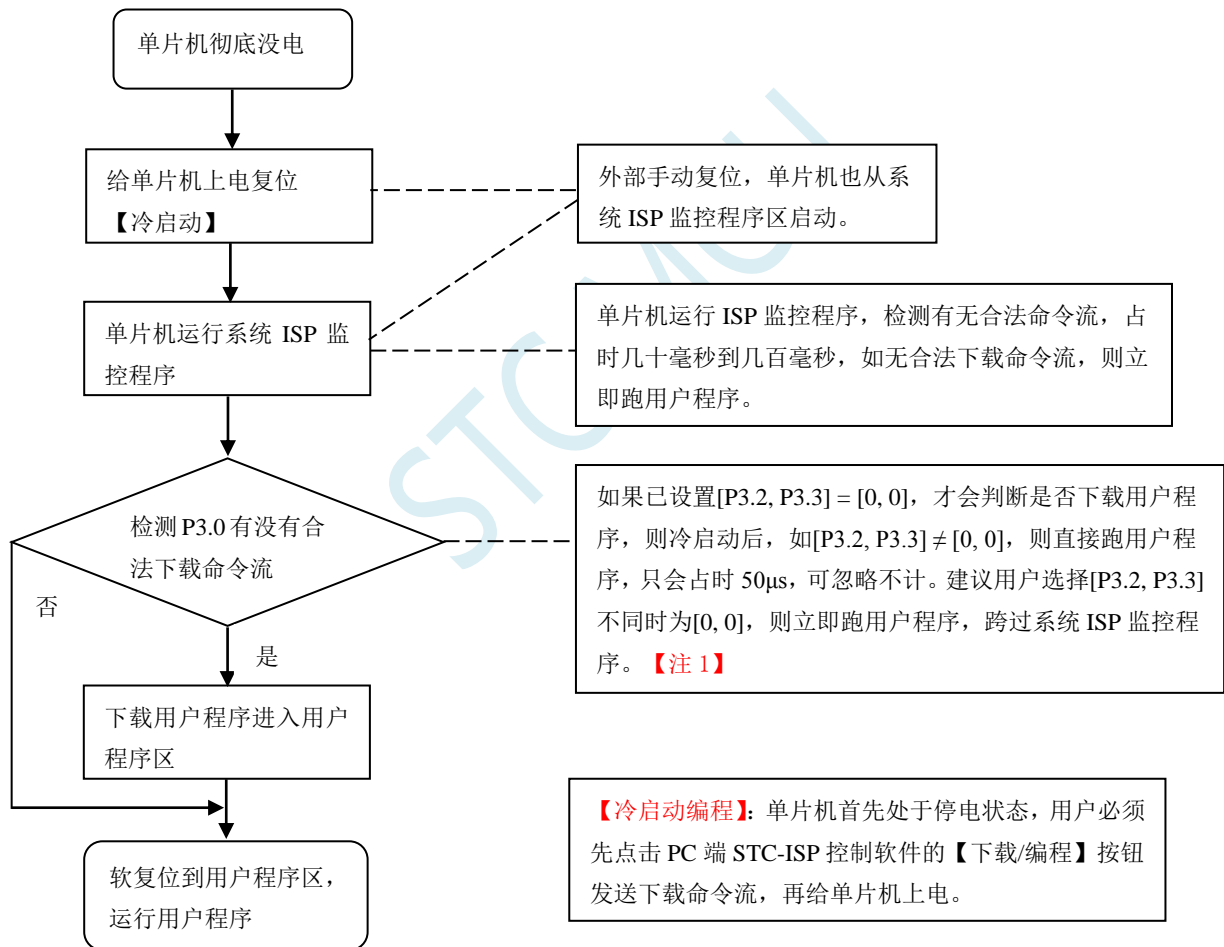 单片机彻底没电
给单片机上电复位
【冷启动】
外部手动复位，单片机也从系
统 ISP 监控程序区启动。
单片机运行系统 ISP 监
控程序
单片机运行 ISP 监控程序，检测有无合法命令流，占
时几十毫秒到几百毫秒，如无合法下载命令流，则立
即跑用户程序。
检测 P3.0 有没有合
法下载命令流
如果已设置[P3.2, P3.3] = [0, 0]，才会判断是否下载用户程
序，则冷启动后，如[P3.2, P3.3] ≠ [0, 0]，则直接跑用户程
序，只会占时 50μs，可忽略不计。建议用户选择[P3.2, P3.3]
不同时为[0, 0]，则立即跑用户程序，跨过系统 ISP 监控程
序。【注 1】
否
是
下载用户程序进入用户
程序区
【冷启动编程】：单片机首先处于停电状态，用户必须
先点击 PC 端 STC-ISP 控制软件的【下载/编程】按钮
发送下载命令流，再给单片机上电。
软复位到用户程序区，
运行用户程序
STC MCU